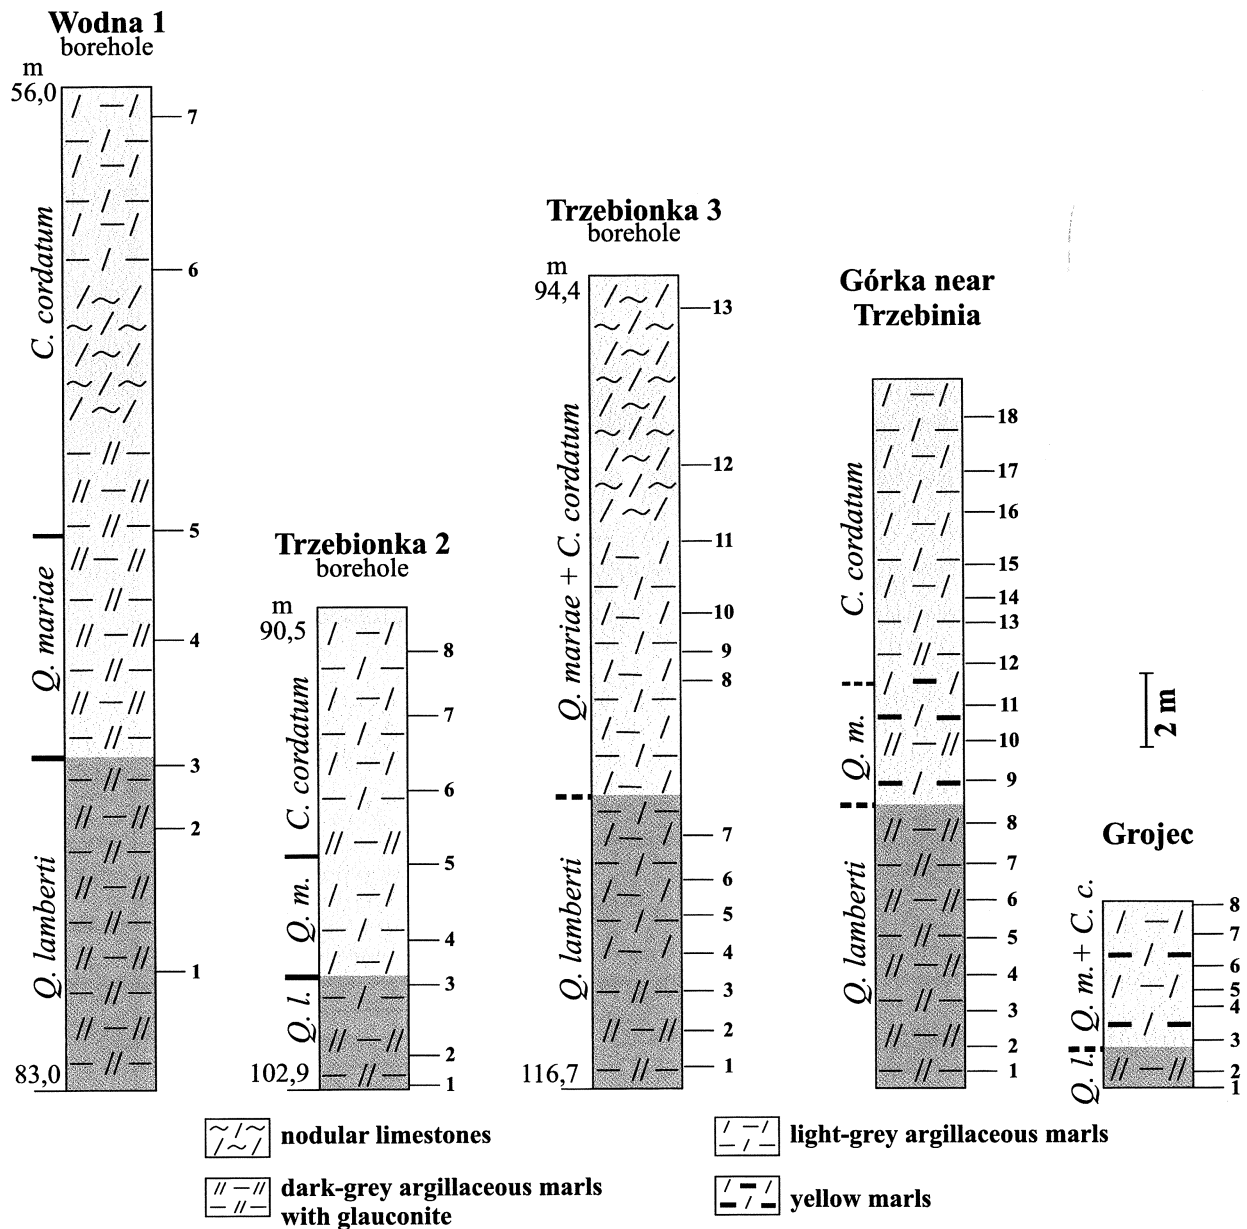 Wodna 1
borehole
m
56,0
7
6
5
4
3
2
1
C. cordatum
Q. mariae
Q. lamberti
83,0
Trzebionka 2
borehole
m
90,5
8
7
6
5
4
3
2
1
C. cordatum
Q. m.
Q. l.
102,9
Trzebionka 3
borehole
m
94,4
13
12
11
10
9
8
7
6
5
4
3
2
1
Q. mariae + C. cordatum
Q. lamberti
116,7
Górka near
Trzebinia
18
17
16
15
14
13
12
11
10
9
8
7
6
5
4
3
2
1
C. cordatum
Q. m.
Q. lamberti
2 m
Grojec
8
7
6
5
4
3
2
1
Q. m. + C. c.
Q. l.
nodular limestones
dark-grey argillaceous marls
with glauconite
light-grey argillaceous marls
yellow marls